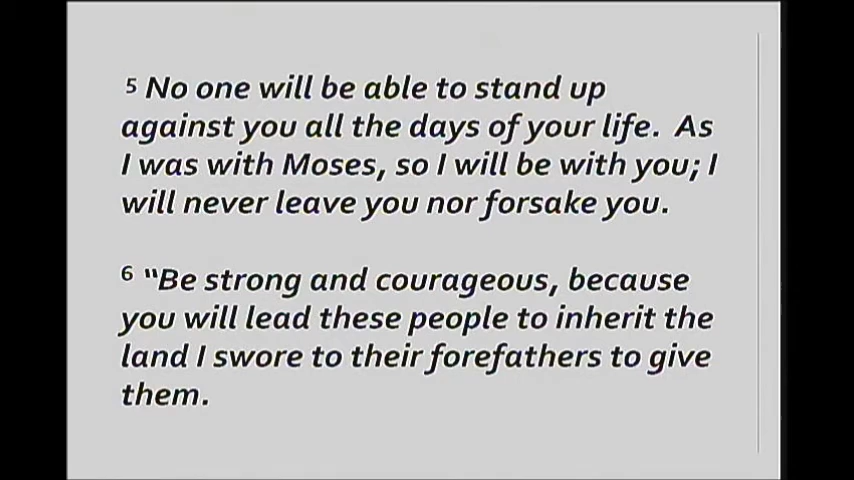 5 No one will be able to stand up
against you all the days of your life.  As
I was with Moses, so I will be with you; I
will never leave you nor forsake you.
6 "Be strong and courageous, because
you will lead these people to inherit the
land I swore to their forefathers to give
them.